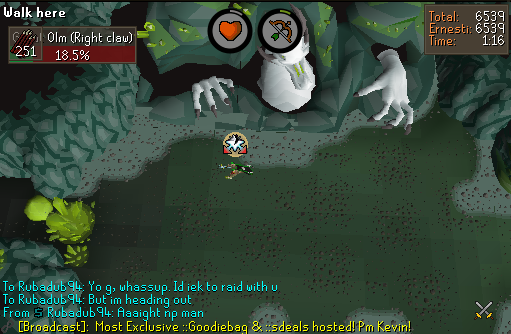 Walk here
Total: 6539
Ernesti: 6539
Time: 1:16
Olm (Right claw)
251
18.5%
To Rubadub94: Yo g, whassup. Id iek to raid with u
To Rubadub94: But im heading out
From Rubadub94: Aaaight np man
[Broadcast]: Most Exclusive ::Goodiebag & ::sdeals hosted! Pm Kevin!